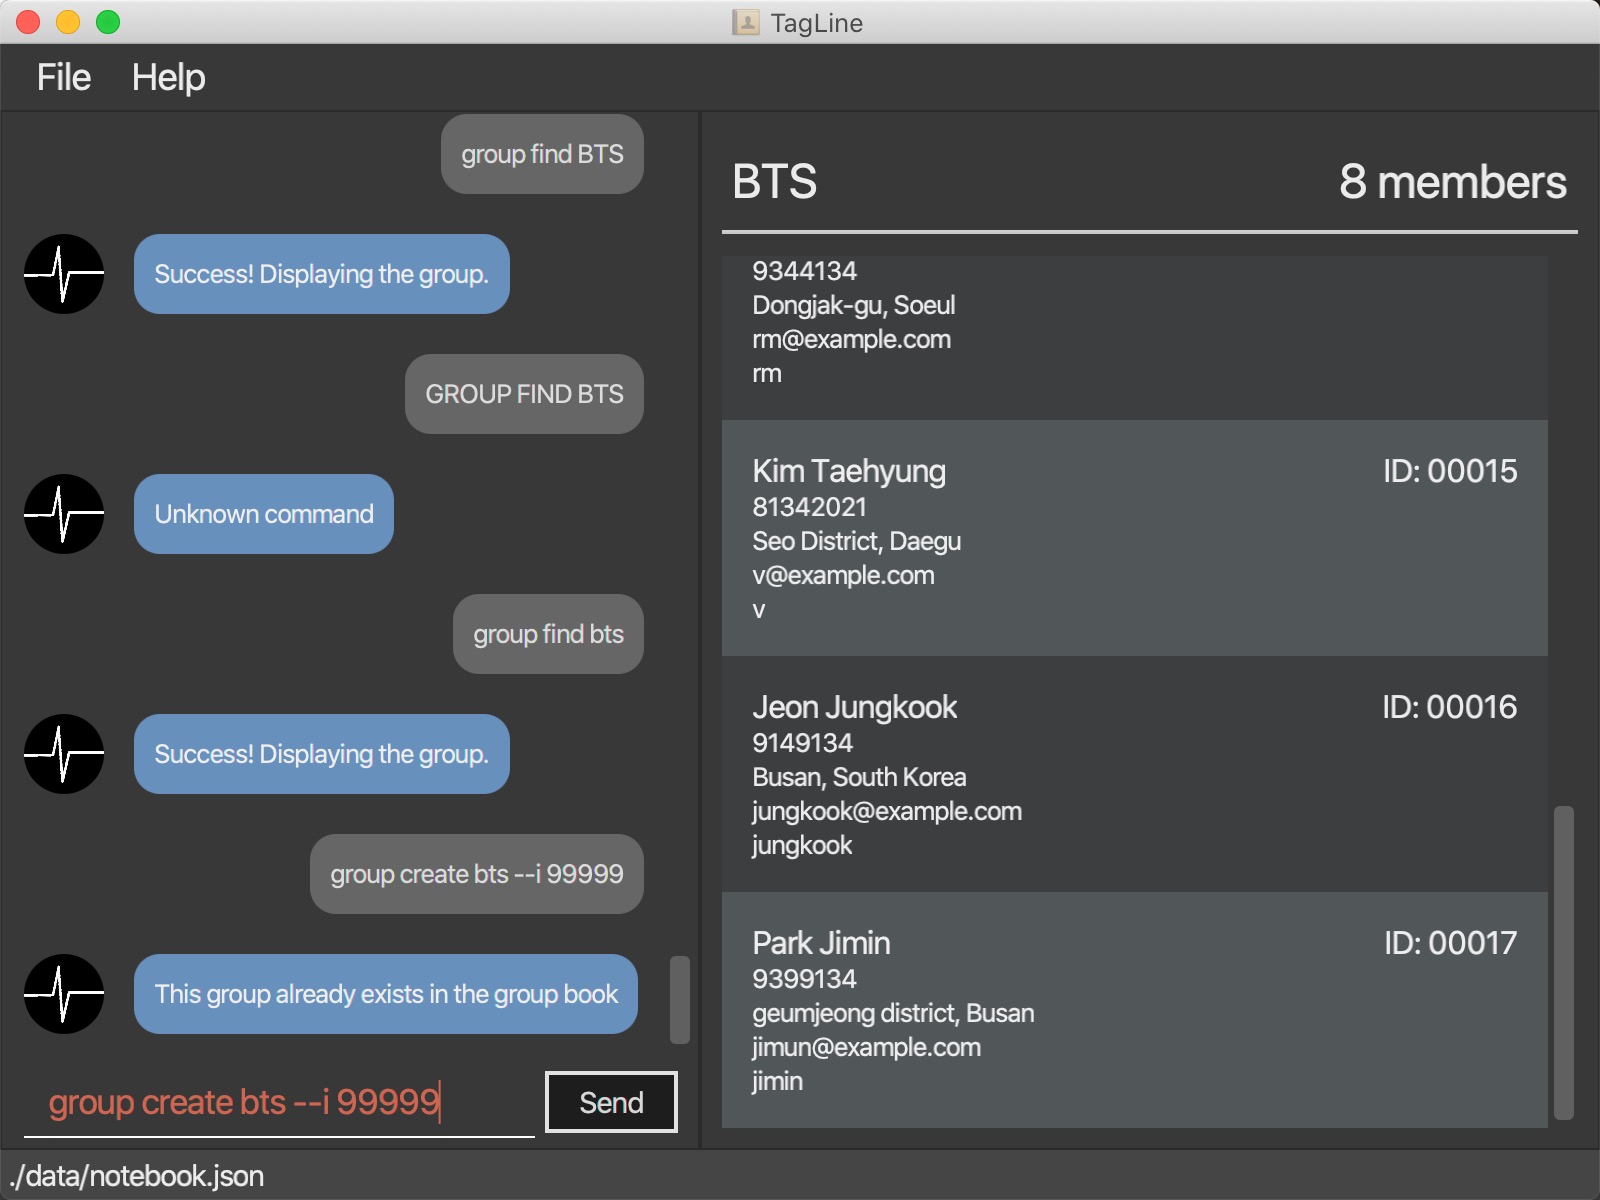 TagLine
File Help
group find BTS
Success! Displaying the group.
GROUP FIND BTS
Unknown command
group find bts
Success! Displaying the group.
group create bts --i 99999
This group already exists in the group book
group create bts --i 99999
Send
BTS 8 members
9344134
Dongjak-gu, Soeul
rm@example.com
rm
Kim Taehyung ID: 00015
81342021
Seo District, Daegu
v@example.com
v
Jeon Jungkook ID: 00016
9149134
Busan, South Korea
jungkook@example.com
jungkook
Park Jimin ID: 00017
9399134
geumjeong district, Busan
jimun@example.com
jimin
./data/notebook.json